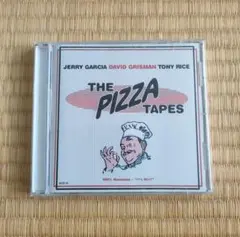 JERRY GARCIA DAVID GRISMAN TONY RICE
THE
PIZZA
TAPES